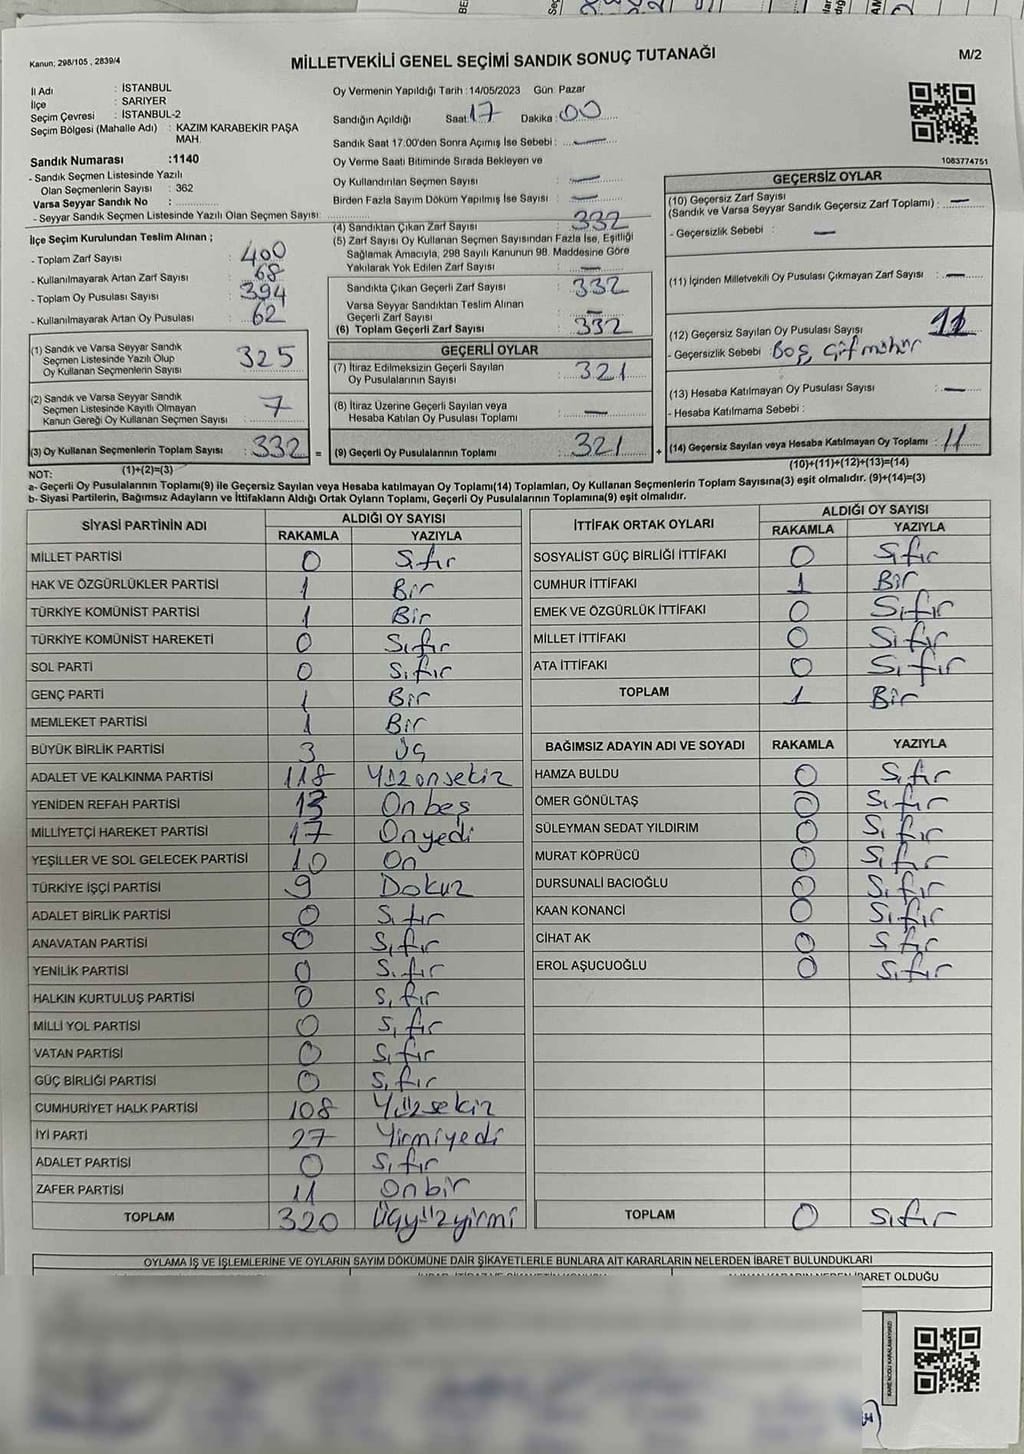 Kanun; 298/105 , 2839/4
MİLLETVEKİLİ GENEL SEÇİMİ SANDIK SONUÇ TUTANAĞI
M/2
İl Adı : İSTANBUL
İlçe : SARIYER
Seçim Çevresi : İSTANBUL-2
Seçim Bölgesi (Mahalle Adı) : KAZIM KARABEKİR PAŞA
MAH.
Sandık Numarası :1140
- Sandık Seçmen Listesinde Yazılı
Olan Seçmenlerin Sayısı : 362
Varsa Seyyar Sandık No :
- Seyyar Sandık Seçmen Listesinde Yazılı Olan Seçmen Sayısı:
İlçe Seçim Kurulundan Teslim Alınan ;
- Toplam Zarf Sayısı : 400
- Kullanılmayarak Artan Zarf Sayısı : 68
- Toplam Oy Pusulası Sayısı : 394
- Kullanılmayarak Artan Oy Pusulası : 62
(1) Sandık ve Varsa Seyyar Sandık
Seçmen Listesinde Yazılı Olup
Oy Kullanan Seçmenlerin Sayısı : 325
(2) Sandık ve Varsa Seyyar Sandık
Seçmen Listesinde Kayıtlı Olmayan
Kanun Gereği Oy Kullanan Seçmen Sayısı : 7
(3) Oy Kullanan Seçmenlerin Toplam Sayısı : 332 =
(1)+(2)=(3)
Oy Vermenin Yapıldığı Tarih :14/05/2023 Gün: Pazar
Sandığın Açıldığı Saat: 17 Dakika: 00
Sandık Saat 17:00'den Sonra Açımış İse Sebebi : —
Oy Verme Saati Bitiminde Sırada Bekleyen ve
Oy Kullandırılan Seçmen Sayısı : —
Birden Fazla Sayım Döküm Yapılmış İse Sayısı : —
(4) Sandıktan Çıkan Zarf Sayısı : 332
(5) Zarf Sayısı Oy Kullanan Seçmen Sayısından Fazla İse, Eşitliği
Sağlamak Amacıyla, 298 Sayılı Kanunun 98. Maddesine Göre
Yakılarak Yok Edilen Zarf Sayısı : —
Sandıkta Çıkan Geçerli Zarf Sayısı : 332
Varsa Seyyar Sandıktan Teslim Alınan
Geçerli Zarf Sayısı : —
(6) Toplam Geçerli Zarf Sayısı : 332
GEÇERLİ OYLAR
(7) İtiraz Edilmeksizin Geçerli Sayılan
Oy Pusulalarının Sayısı : 321
(8) İtiraz Üzerine Geçerli Sayılan veya
Hesaba Katılan Oy Pusulası Toplamı : —
(9) Geçerli Oy Pusulalarının Toplamı : 321 +
1083774751
GEÇERSİZ OYLAR
(10) Geçersiz Zarf Sayısı
(Sandık ve Varsa Seyyar Sandık Geçersiz Zarf Toplamı) : —
- Geçersizlik Sebebi : —
(11) İçinden Milletvekili Oy Pusulası Çıkmayan Zarf Sayısı : —
(12) Geçersiz Sayılan Oy Pusulası Sayısı : 11
- Geçersizlik Sebebi : Boş, çift mühür
(13) Hesaba Katılmayan Oy Pusulası Sayısı : —
- Hesaba Katılmama Sebebi :
(14) Geçersiz Sayılan veya Hesaba Katılmayan Oy Toplamı : 11
(10)+(11)+(12)+(13)=(14)
NOT:
a- Geçerli Oy Pusulalarının Toplamı(9) ile Geçersiz Sayılan veya Hesaba katılmayan Oy Toplamı(14) Toplamları, Oy Kullanan Seçmenlerin Toplam Sayısına(3) eşit olmalıdır. (9)+(14)=(3)
b- Siyasi Partilerin, Bağımsız Adayların ve İttifakların Aldığı Ortak Oyların Toplamı, Geçerli Oy Pusulalarının Toplamına(9) eşit olmalıdır.
SİYASİ PARTİNİN ADI ALDIĞI OY SAYISI
RAKAMLA YAZIYLA
MİLLET PARTİSİ 0 Sıfır
HAK VE ÖZGÜRLÜKLER PARTİSİ 1 Bir
TÜRKİYE KOMÜNİST PARTİSİ 1 Bir
TÜRKİYE KOMÜNİST HAREKETİ 0 Sıfır
SOL PARTİ 0 Sıfır
GENÇ PARTİ 1 Bir
MEMLEKET PARTİSİ 1 Bir
BÜYÜK BİRLİK PARTİSİ 3 Üç
ADALET VE KALKINMA PARTİSİ 118 Yüzonsekiz
YENİDEN REFAH PARTİSİ Onbeş
MİLLİYETÇİ HAREKET PARTİSİ 17 Onyedi
YEŞİLLER VE SOL GELECEK PARTİSİ 10 On
TÜRKİYE İŞÇİ PARTİSİ 9 Dokuz
ADALET BİRLİK PARTİSİ 0 Sıfır
ANAVATAN PARTİSİ 0 Sıfır
YENİLİK PARTİSİ 0 Sıfır
HALKIN KURTULUŞ PARTİSİ 0 Sıfır
MİLLİ YOL PARTİSİ 0 Sıfır
VATAN PARTİSİ 0 Sıfır
GÜÇ BİRLİĞİ PARTİSİ 0 Sıfır
CUMHURİYET HALK PARTİSİ 108 Yüzsekiz
İYİ PARTİ 27 Yirmiyedi
ADALET PARTİSİ 0 Sıfır
ZAFER PARTİSİ 11 Onbir
TOPLAM 320 Üçyüzyirmi
İTTİFAK ORTAK OYLARI ALDIĞI OY SAYISI
RAKAMLA YAZIYLA
SOSYALİST GÜÇ BİRLİĞİ İTTİFAKI 0 Sıfır
CUMHUR İTTİFAKI 1 Bir
EMEK VE ÖZGÜRLÜK İTTİFAKI 0 Sıfır
MİLLET İTTİFAKI 0 Sıfır
ATA İTTİFAKI 0 Sıfır
TOPLAM 1 Bir
BAĞIMSIZ ADAYIN ADI VE SOYADI RAKAMLA YAZIYLA
HAMZA BULDU 0 Sıfır
ÖMER GÖNÜLTAŞ 0 Sıfır
SÜLEYMAN SEDAT YILDIRIM 0 Sıfır
MURAT KÖPRÜCÜ 0 Sıfır
DURSUNALİ BACIOĞLU 0 Sıfır
KAAN KONANCİ 0 Sıfır
CİHAT AK 0 Sıfır
EROL AŞUCUOĞLU 0 Sıfır
TOPLAM 0 Sıfır
OYLAMA İŞ VE İŞLEMLERİNE VE OYLARIN SAYIM DÖKÜMÜNE DAİR ŞİKAYETLERLE BUNLARA AİT KARARLARIN NELERDEN İBARET BULUNDUKLARI
İBARET OLDUĞU
KARE KODU KARALAMAYINIZ!